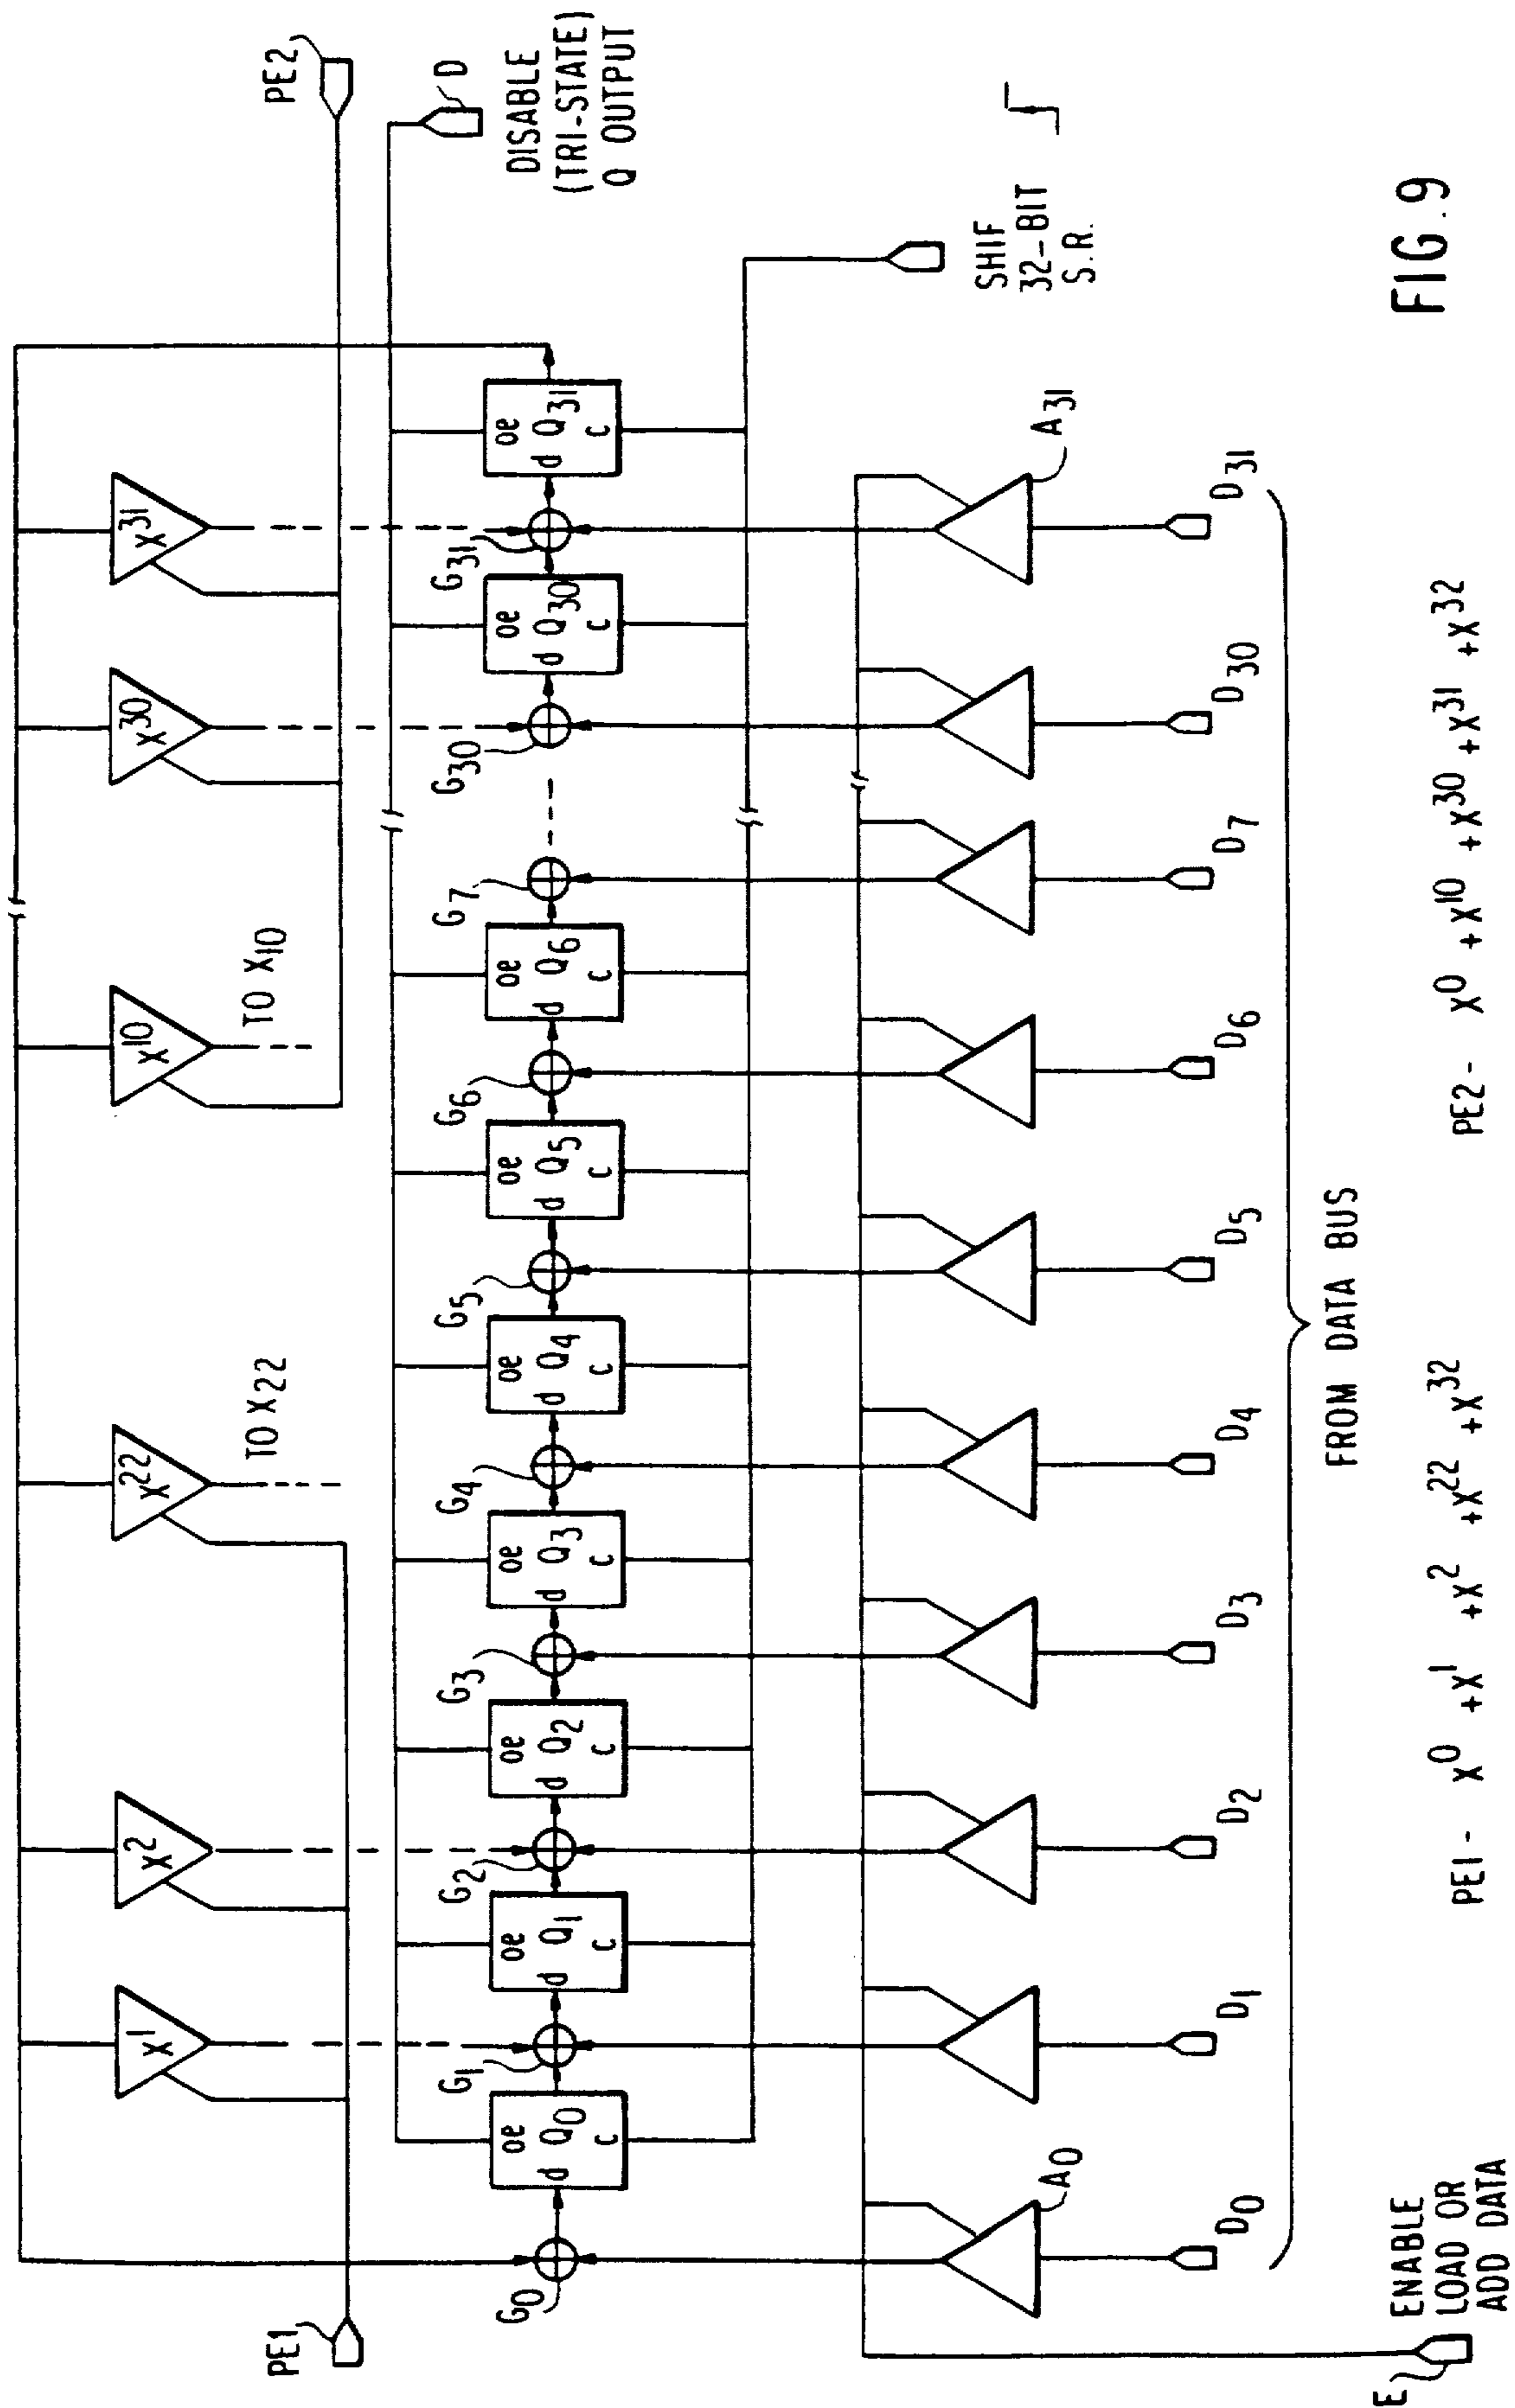 PE1
PE2
X¹
X²
X²²
TO X₂₂
X¹⁰
TO X₁₀
X³⁰
X³¹
D
DISABLE
(TRI-STATE)
Q OUTPUT
G₀
G₁
G₂
G₃
G₄
G₅
G₆
G₇
G₃₀
G₃₁
oe
d Q₀
c
oe
d Q₁
c
oe
d Q₂
c
oe
d Q₃
c
oe
d Q₄
c
oe
d Q₅
c
oe
d Q₆
c
oe
d Q₃₀
c
oe
d Q₃₁
c
SHIF
32-BIT
S.R.
A₀
A₃₁
D₀
D₁
D₂
D₃
D₄
D₅
D₆
D₇
D₃₀
D₃₁
E
ENABLE
LOAD OR
ADD DATA
FROM DATA BUS
PE1 - X⁰ +X¹ +X² +X²² +X³²
PE2 - X⁰ +X¹⁰ +X³⁰ +X³¹ +X³²
FIG.9